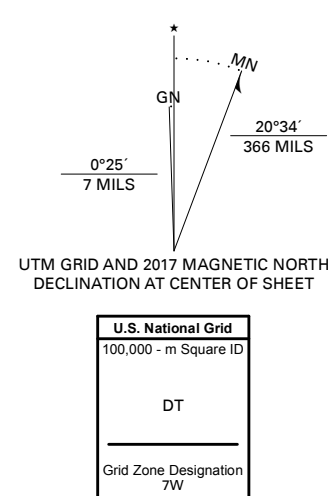 ★
MN
GN
20°34´
366 MILS
0°25´
7 MILS
UTM GRID AND 2017 MAGNETIC NORTH
DECLINATION AT CENTER OF SHEET
U.S. National Grid
100,000 - m Square ID
DT
Grid Zone Designation
7W